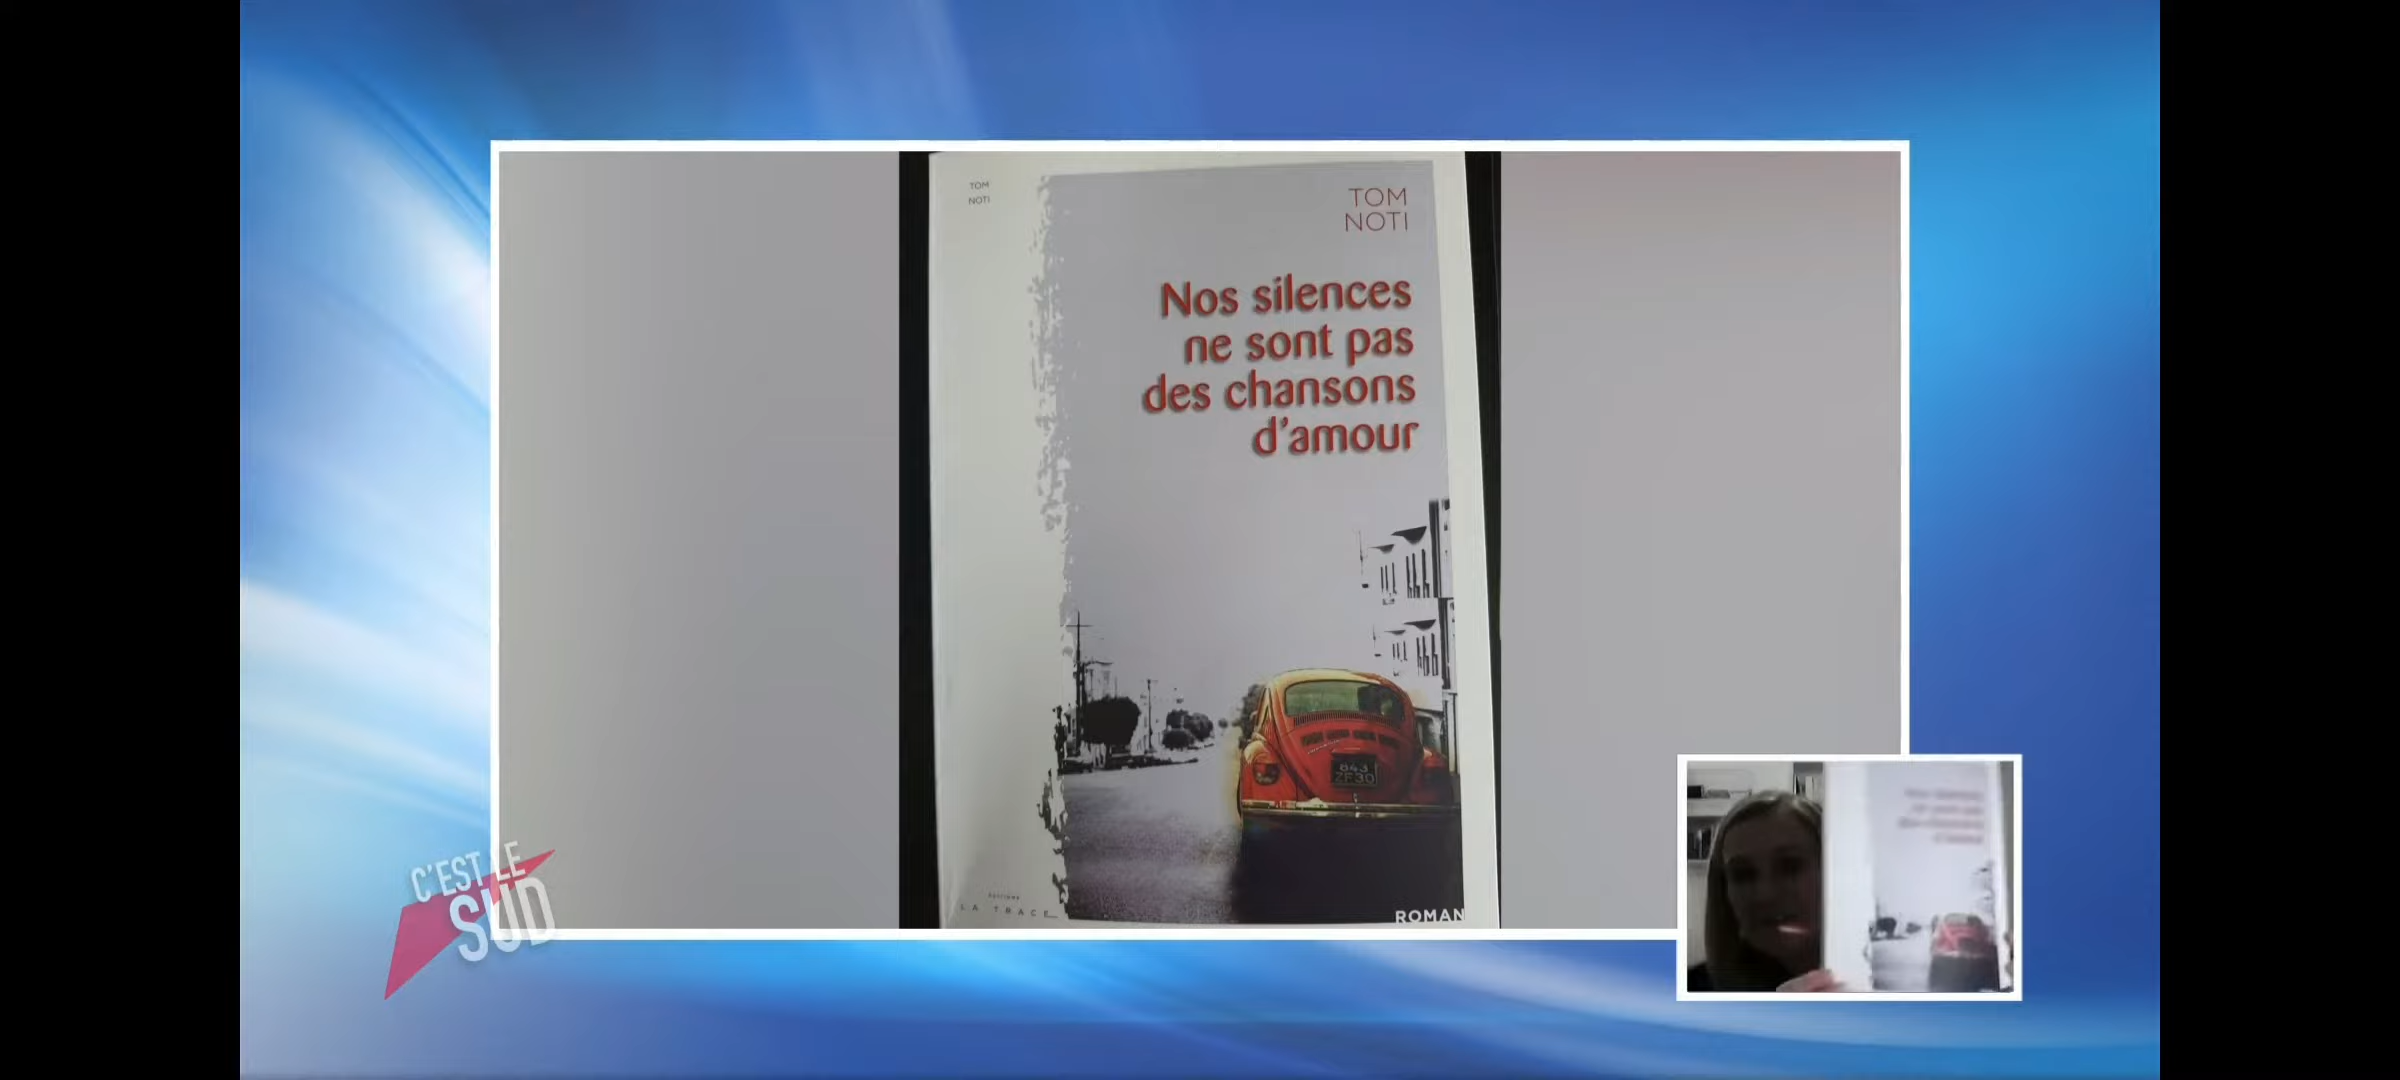 TOM
NOTI
TOM
NOTI
Nos silences
ne sont pas
des chansons
d'amour
843
ZF30
ÉDITIONS
LA TRACE
ROMAN
C'EST LE
SUD